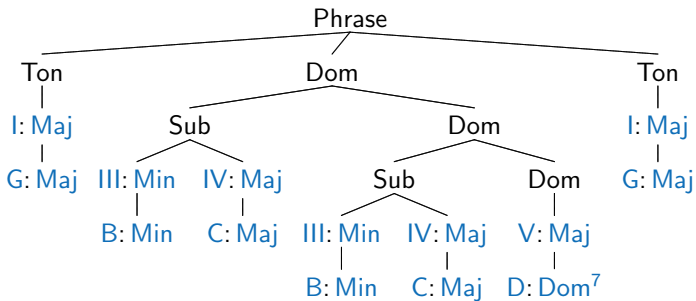 Phrase
Ton Dom Ton
I: Maj Sub Dom I: Maj
G: Maj III: Min IV: Maj Sub Dom G: Maj
B: Min C: Maj III: Min IV: Maj V: Maj
B: Min C: Maj D: Dom⁷